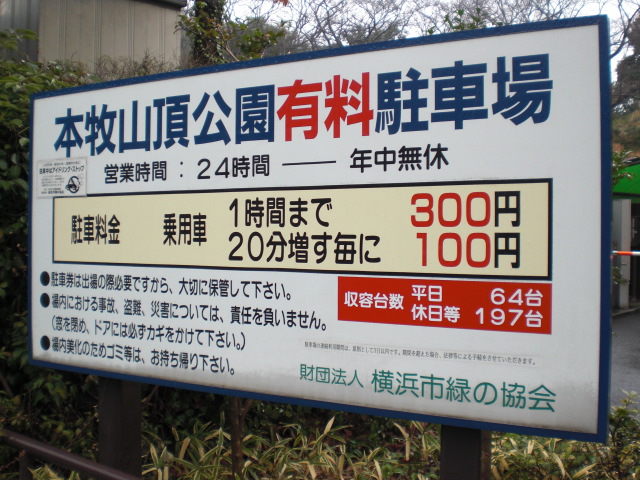 本牧山頂公園有料駐車場
営業時間：24時間 ── 年中無休
駐車料金 乗用車 1時間まで 300円
20分増す毎に 100円
収容台数 平日 64台
休日等 197台
●駐車券は出場の際必要ですから、大切に保管して下さい。
●場内における事故、盗難、災害については、責任を負いません。
(窓を閉め、ドアには必ずカギをかけて下さい。)
●場内美化のためゴミ等は、お持ち帰り下さい。
財団法人 横浜市緑の協会